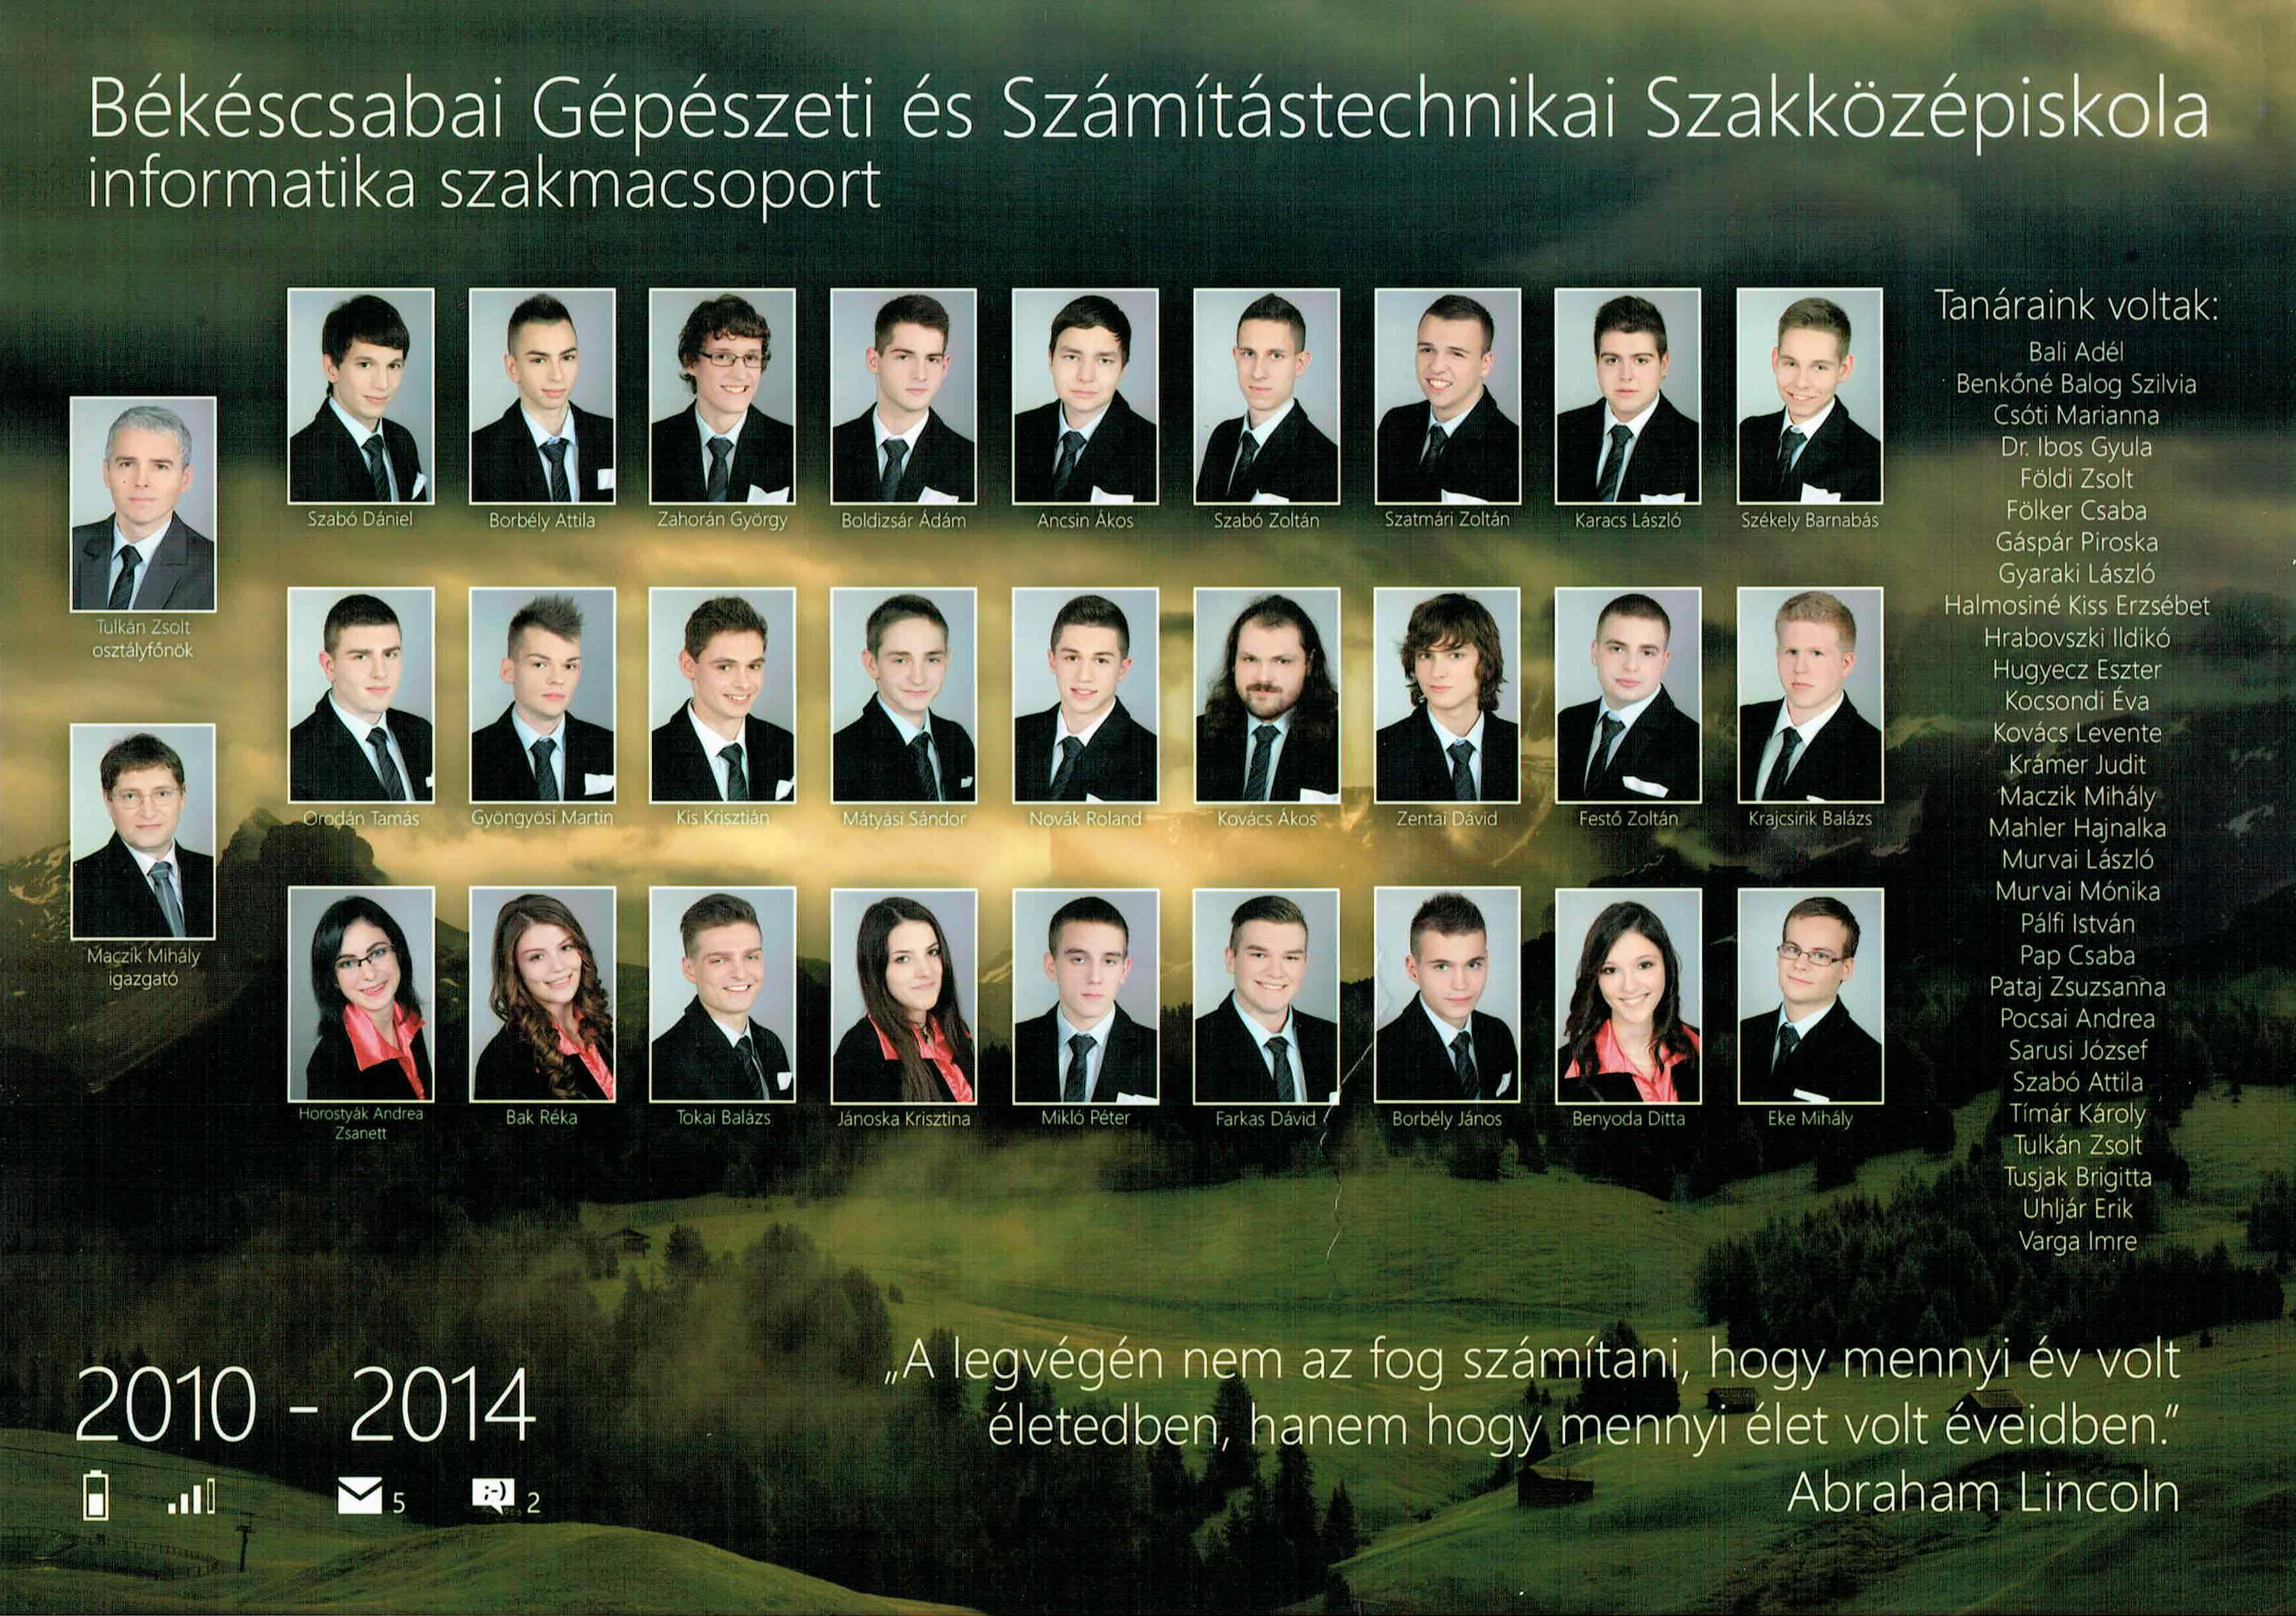 Békéscsabai Gépészeti és Számítástechnikai Szakközépiskola
informatika szakmacsoport
Tulkán Zsolt
osztályfőnök
Maczik Mihály
igazgató
Szabó Dániel
Borbély Attila
Zahorán György
Boldizsár Ádám
Ancsin Ákos
Szabó Zoltán
Szatmári Zoltán
Karacs László
Székely Barnabás
Orodán Tamás
Gyöngyösi Martin
Kis Krisztián
Mátyási Sándor
Novák Roland
Kovács Ákos
Zentai Dávid
Festő Zoltán
Krajcsirik Balázs
Horostyák Andrea
Zsanett
Bak Réka
Tokai Balázs
Jánoska Krisztina
Mikló Péter
Farkas Dávid
Borbély János
Benyoda Ditta
Eke Mihály
Tanáraink voltak:
Bali Adél
Benkőné Balog Szilvia
Csóti Marianna
Dr. Ibos Gyula
Földi Zsolt
Fölker Csaba
Gáspár Piroska
Gyaraki László
Halmosiné Kiss Erzsébet
Hrabovszki Ildikó
Hugyecz Eszter
Kocsondi Éva
Kovács Levente
Krámer Judit
Maczik Mihály
Mahler Hajnalka
Murvai László
Murvai Mónika
Pálfi István
Pap Csaba
Pataj Zsuzsanna
Pocsai Andrea
Sarusi József
Szabó Attila
Tímár Károly
Tulkán Zsolt
Tusjak Brigitta
Uhljár Erik
Varga Imre
2010 - 2014
5
;-) 2
„A legvégén nem az fog számítani, hogy mennyi év volt
életedben, hanem hogy mennyi élet volt éveidben."
Abraham Lincoln